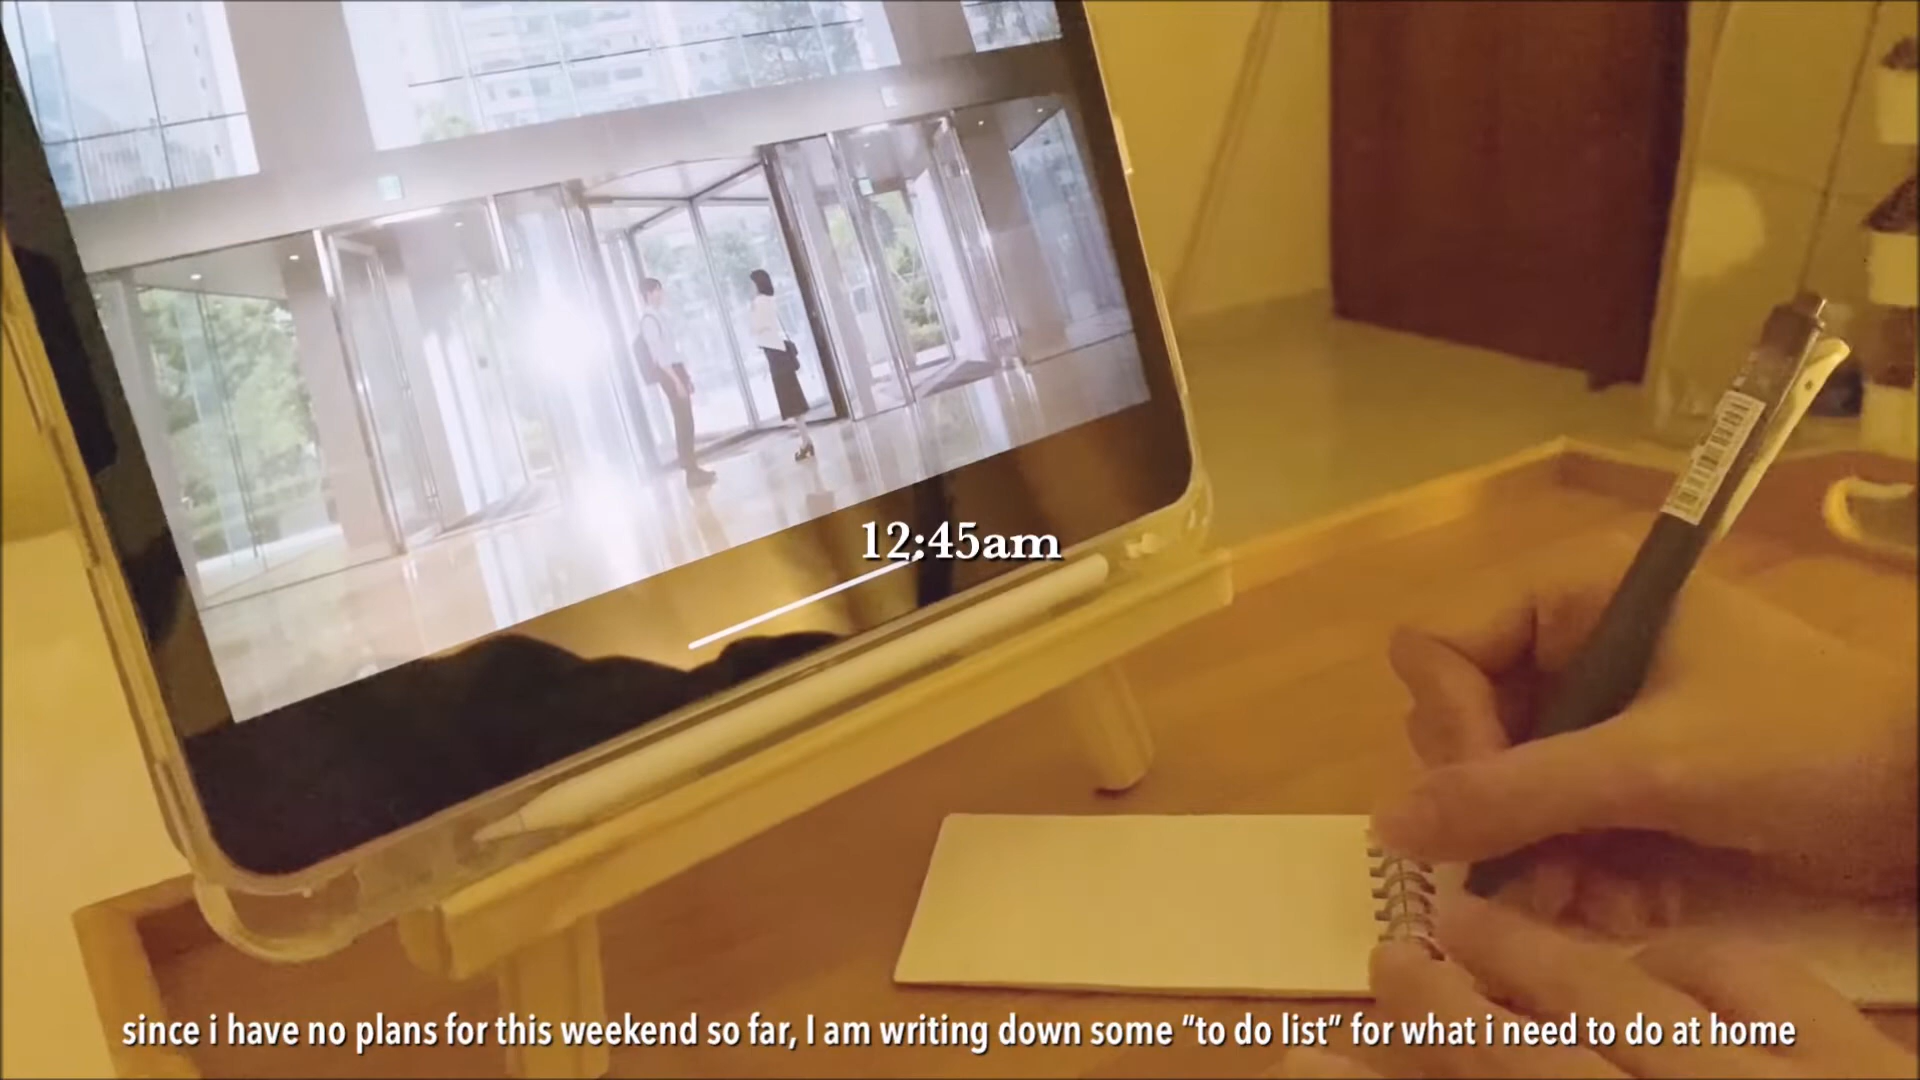 12:45am
since i have no plans for this weekend so far, I am writing down some “to do list” for what i need to do at home